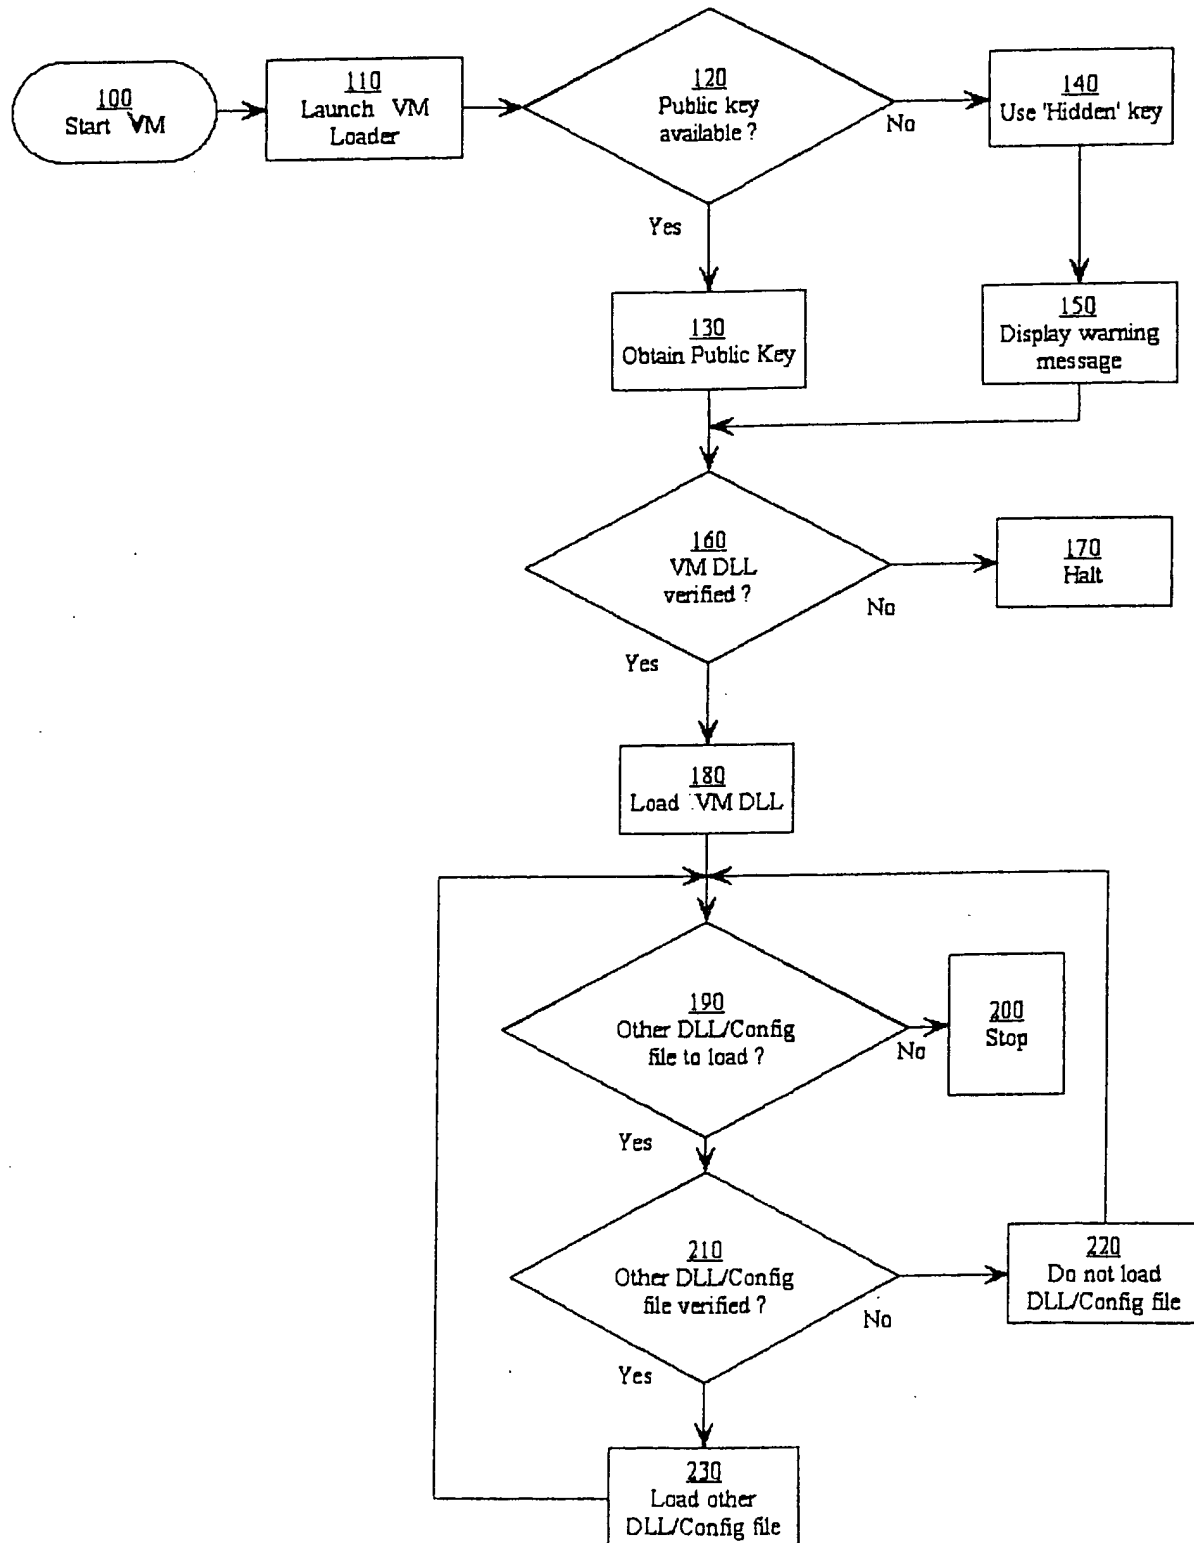 100
Start VM
110
Launch VM
Loader
120
Public key
available ?
No
140
Use 'Hidden' key
Yes
130
Obtain Public Key
150
Display warning
message
160
VM DLL
verified ?
No
170
Halt
Yes
180
Load VM DLL
190
Other DLL/Config
file to load ?
No
200
Stop
Yes
210
Other DLL/Config
file verified ?
No
220
Do not load
DLL/Config file
Yes
230
Load other
DLL/Config file